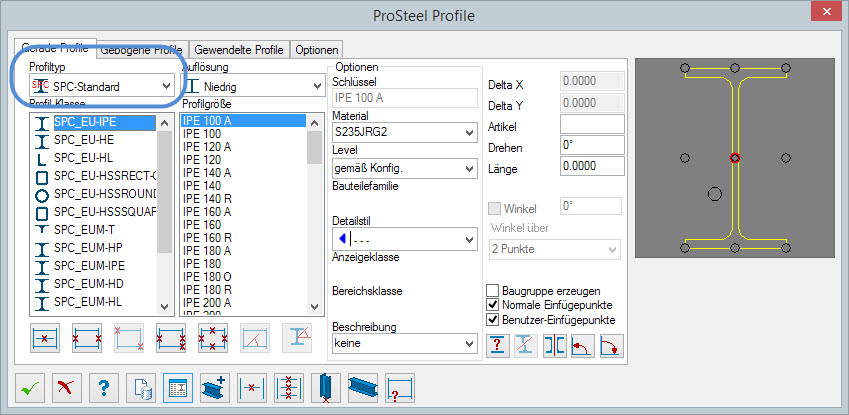 ProSteel Profile
Gerade Profile Gebogene Profile Gewendelte Profile Optionen
Profiltyp
SPC SPC-Standard
Auflösung
Niedrig
Profil Klasse
SPC_EU-IPE
SPC_EU-HE
SPC_EU-HL
SPC_EU-HSSRECT-C
SPC_EU-HSSROUND
SPC_EU-HSSSQUAR
SPC_EUM-T
SPC_EUM-HP
SPC_EUM-IPE
SPC_EUM-HD
SPC_EUM-HL
Profilgröße
IPE 100 A
IPE 100
IPE 120 A
IPE 120
IPE 140 A
IPE 140
IPE 140 R
IPE 160 A
IPE 160
IPE 160 R
IPE 180 A
IPE 180
IPE 180 O
IPE 180 R
IPE 200 A
IPE 200
Optionen
Schlüssel
IPE 100 A
Material
S235JRG2
Level
gemäß Konfig.
Bauteilefamilie
Detailstil
---
Anzeigeklasse
Bereichsklasse
Beschreibung
keine
Delta X 0.0000
Delta Y 0.0000
Artikel
Drehen 0°
Länge 0.0000
Winkel 0°
Winkel über
2 Punkte
Baugruppe erzeugen
Normale Einfügepunkte
Benutzer-Einfügepunkte